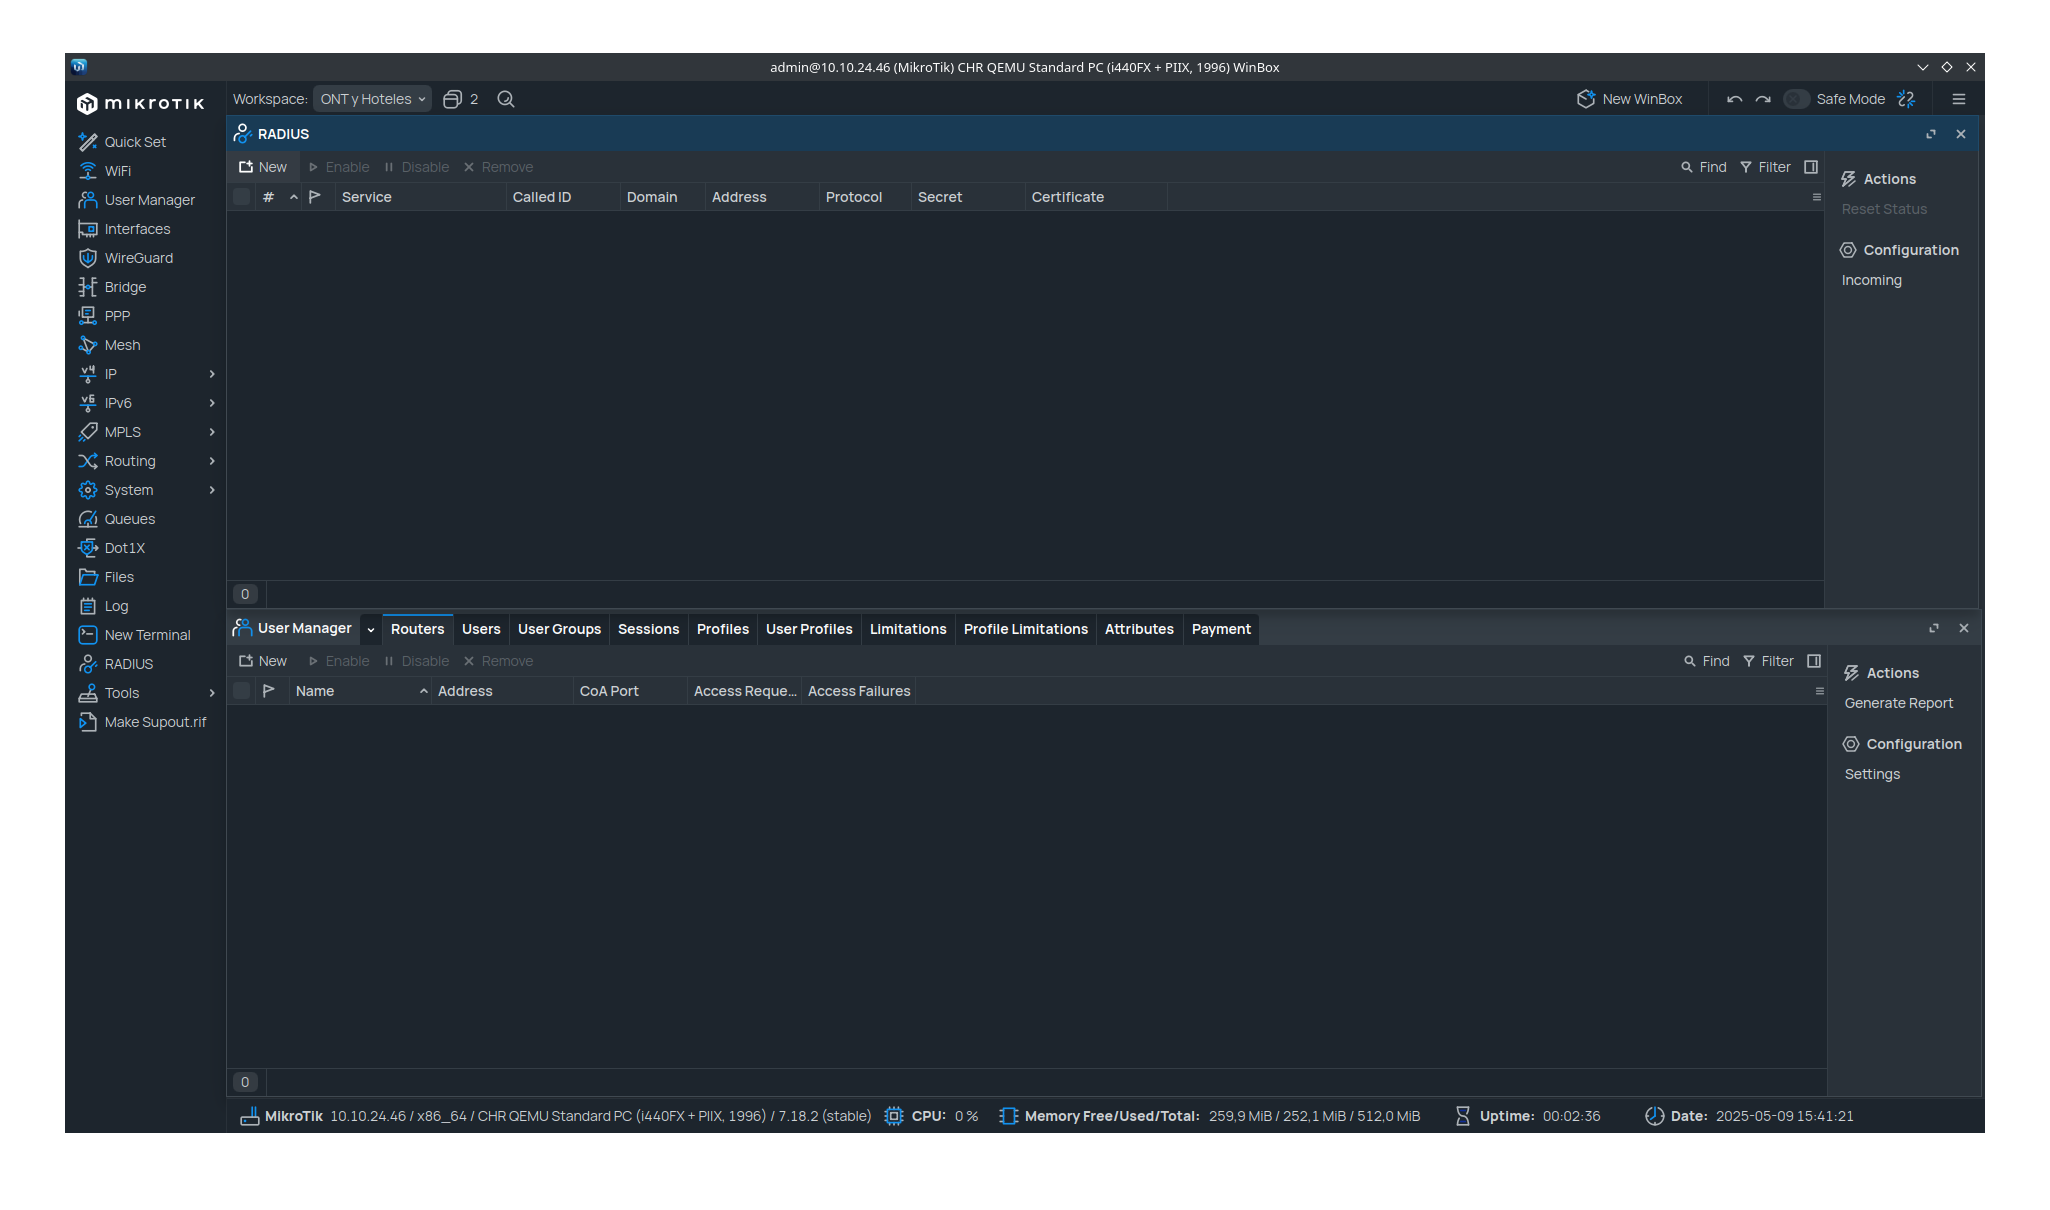 admin@10.10.24.46 (MikroTik) CHR QEMU Standard PC (i440FX + PIIX, 1996) WinBox
MikroTik
Workspace: ONT y Hoteles 2 New WinBox Safe Mode
Quick Set
WiFi
User Manager
Interfaces
WireGuard
Bridge
PPP
Mesh
IP
IPv6
MPLS
Routing
System
Queues
Dot1X
Files
Log
New Terminal
RADIUS
Tools
Make Supout.rif
RADIUS
New Enable Disable Remove Find Filter
# Service Called ID Domain Address Protocol Secret Certificate
Actions
Reset Status
Configuration
Incoming
0
User Manager Routers Users User Groups Sessions Profiles User Profiles Limitations Profile Limitations Attributes Payment
New Enable Disable Remove Find Filter
Name Address CoA Port Access Reque... Access Failures
Actions
Generate Report
Configuration
Settings
0
MikroTik 10.10.24.46 / x86_64 / CHR QEMU Standard PC (i440FX + PIIX, 1996) / 7.18.2 (stable) CPU: 0 % Memory Free/Used/Total: 259,9 MiB / 252,1 MiB / 512,0 MiB Uptime: 00:02:36 Date: 2025-05-09 15:41:21